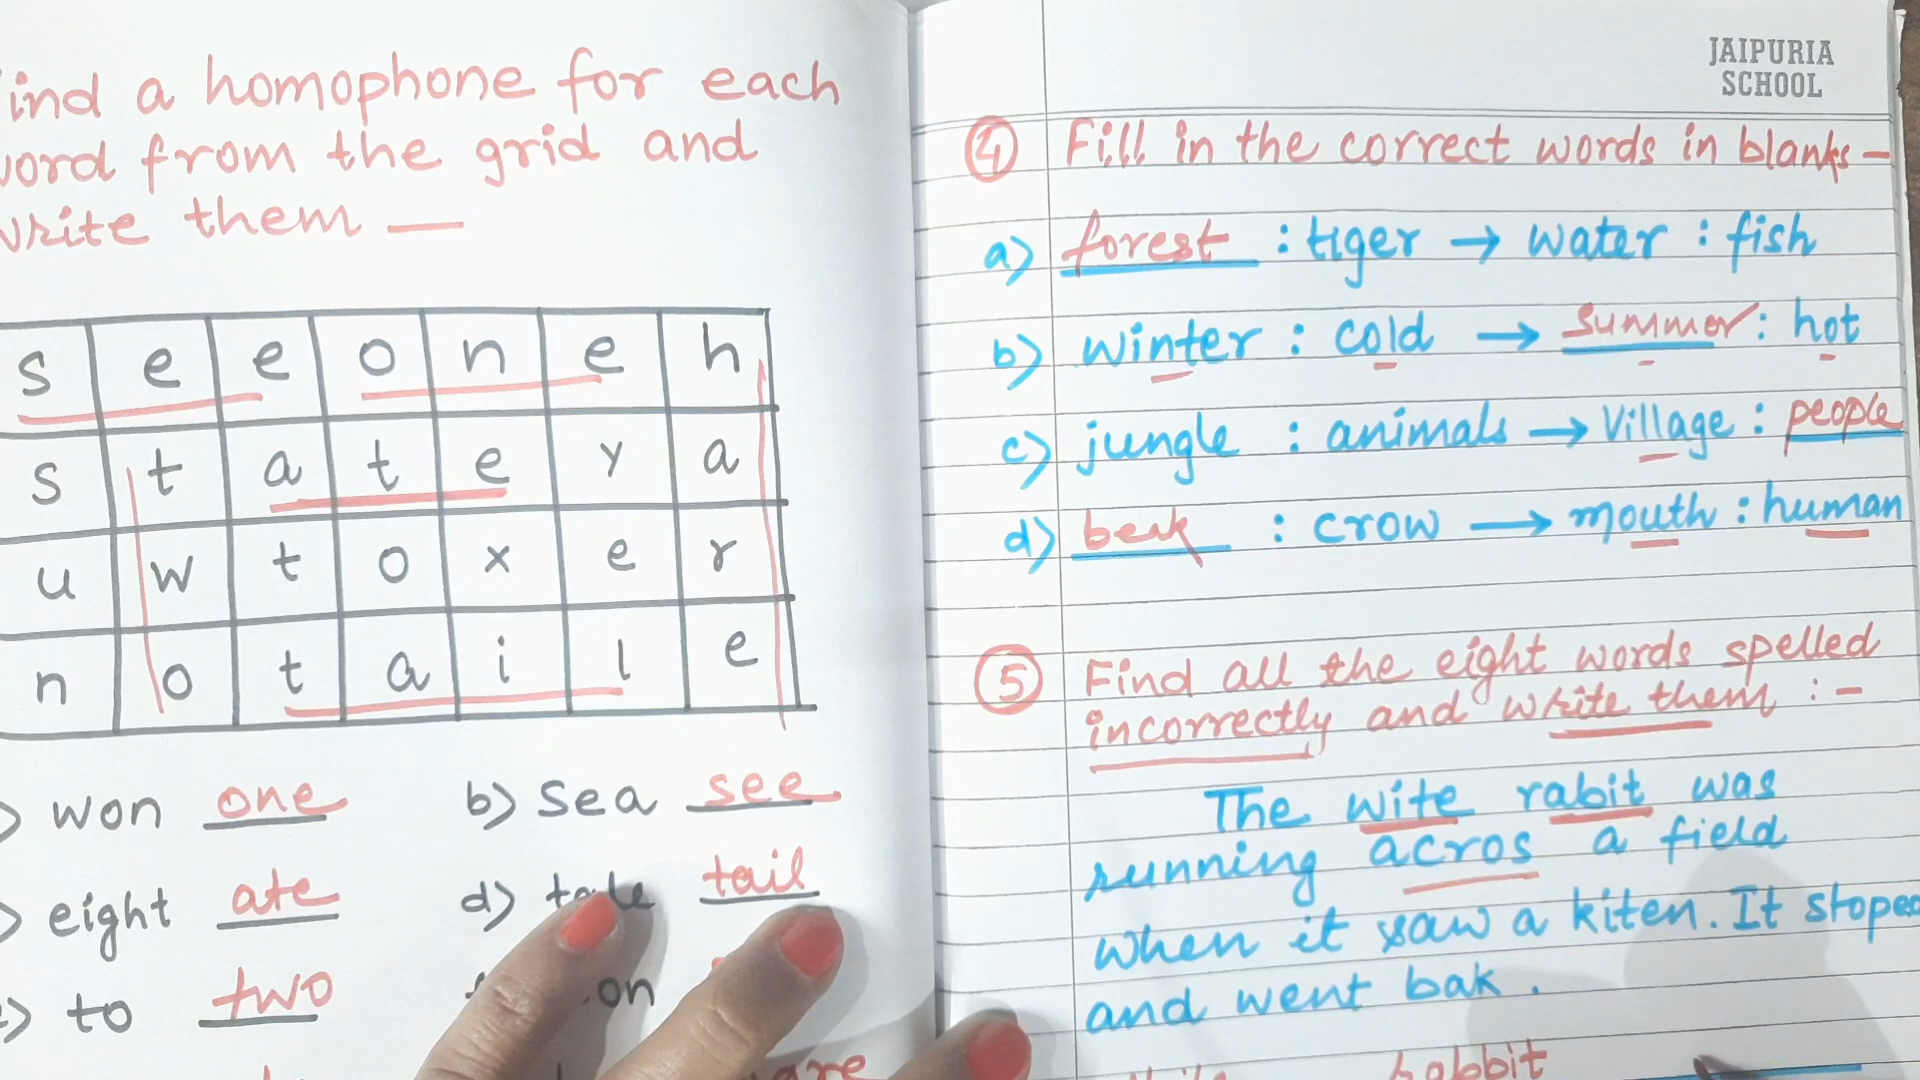 ind a homophone for each
word from the grid and
write them —
s e e o n e h
s t a t e y a
u w t o x e r
n o t a i l e
won one b) sea see
eight ate d) tale tail
to two on
JAIPURIA
SCHOOL
4 Fill in the correct words in blanks -
a) forest : tiger → water : fish
b) winter : cold → summer : hot
c) jungle : animals → Village : people
d) beak : crow → mouth : human
5 Find all the eight words spelled
incorrectly and write them :-
The wite rabit was
running acros a field
when it saw a kiten. It stoped
and went bak .
rabbit